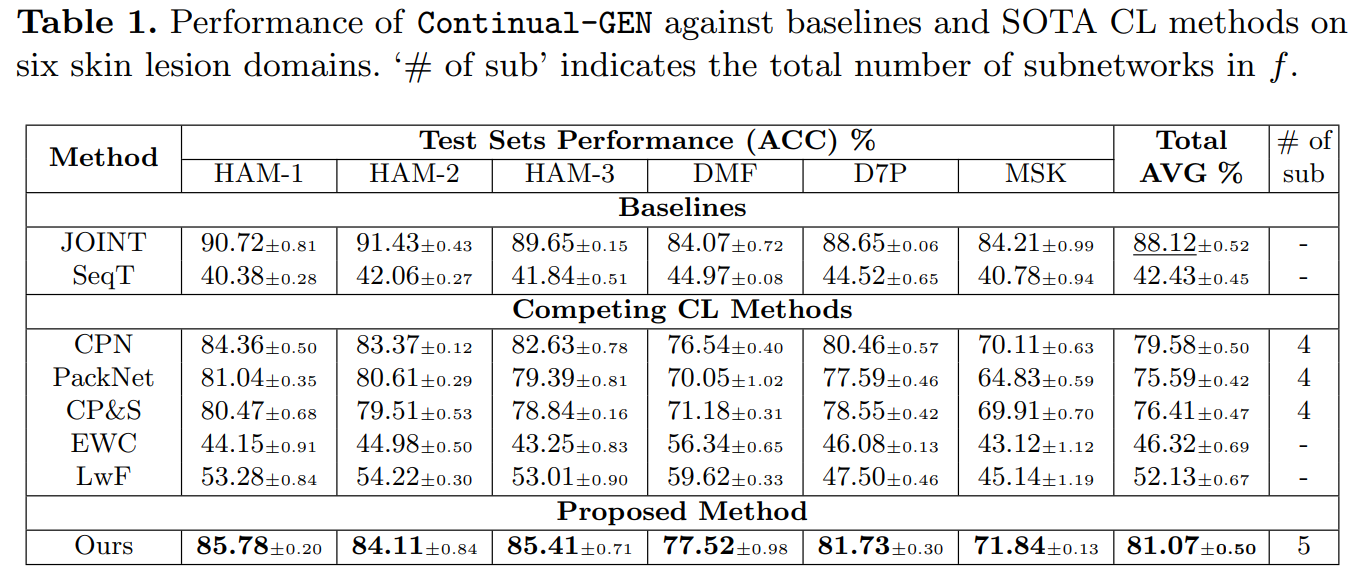 Table 1. Performance of Continual-GEN against baselines and SOTA CL methods on
six skin lesion domains. ‘# of sub’ indicates the total number of subnetworks in f.
Method Test Sets Performance (ACC) % Total AVG % # of sub
HAM-1 HAM-2 HAM-3 DMF D7P MSK
Baselines
JOINT 90.72±0.81 91.43±0.43 89.65±0.15 84.07±0.72 88.65±0.06 84.21±0.99 88.12±0.52 -
SeqT 40.38±0.28 42.06±0.27 41.84±0.51 44.97±0.08 44.52±0.65 40.78±0.94 42.43±0.45 -
Competing CL Methods
CPN 84.36±0.50 83.37±0.12 82.63±0.78 76.54±0.40 80.46±0.57 70.11±0.63 79.58±0.50 4
PackNet 81.04±0.35 80.61±0.29 79.39±0.81 70.05±1.02 77.59±0.46 64.83±0.59 75.59±0.42 4
CP&S 80.47±0.68 79.51±0.53 78.84±0.16 71.18±0.31 78.55±0.42 69.91±0.70 76.41±0.47 4
EWC 44.15±0.91 44.98±0.50 43.25±0.83 56.34±0.65 46.08±0.13 43.12±1.12 46.32±0.69 -
LwF 53.28±0.84 54.22±0.30 53.01±0.90 59.62±0.33 47.50±0.46 45.14±1.19 52.13±0.67 -
Proposed Method
Ours 85.78±0.20 84.11±0.84 85.41±0.71 77.52±0.98 81.73±0.30 71.84±0.13 81.07±0.50 5